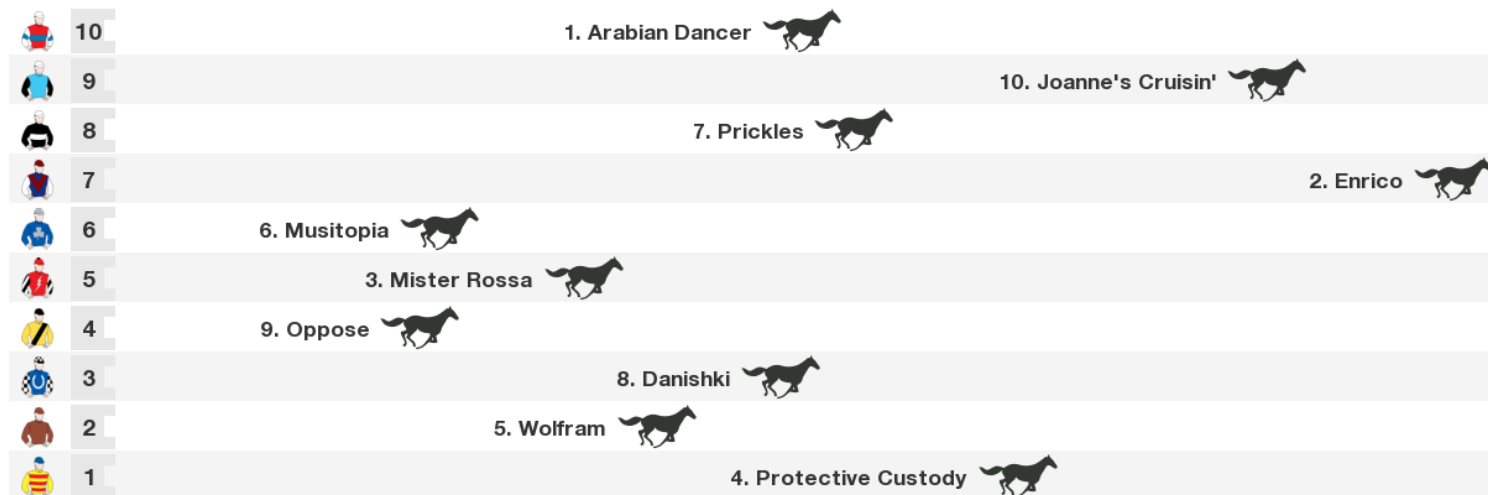 10 1. Arabian Dancer
9 10. Joanne's Cruisin'
8 7. Prickles
7 2. Enrico
6 6. Musitopia
5 3. Mister Rossa
4 9. Oppose
3 8. Danishki
2 5. Wolfram
1 4. Protective Custody